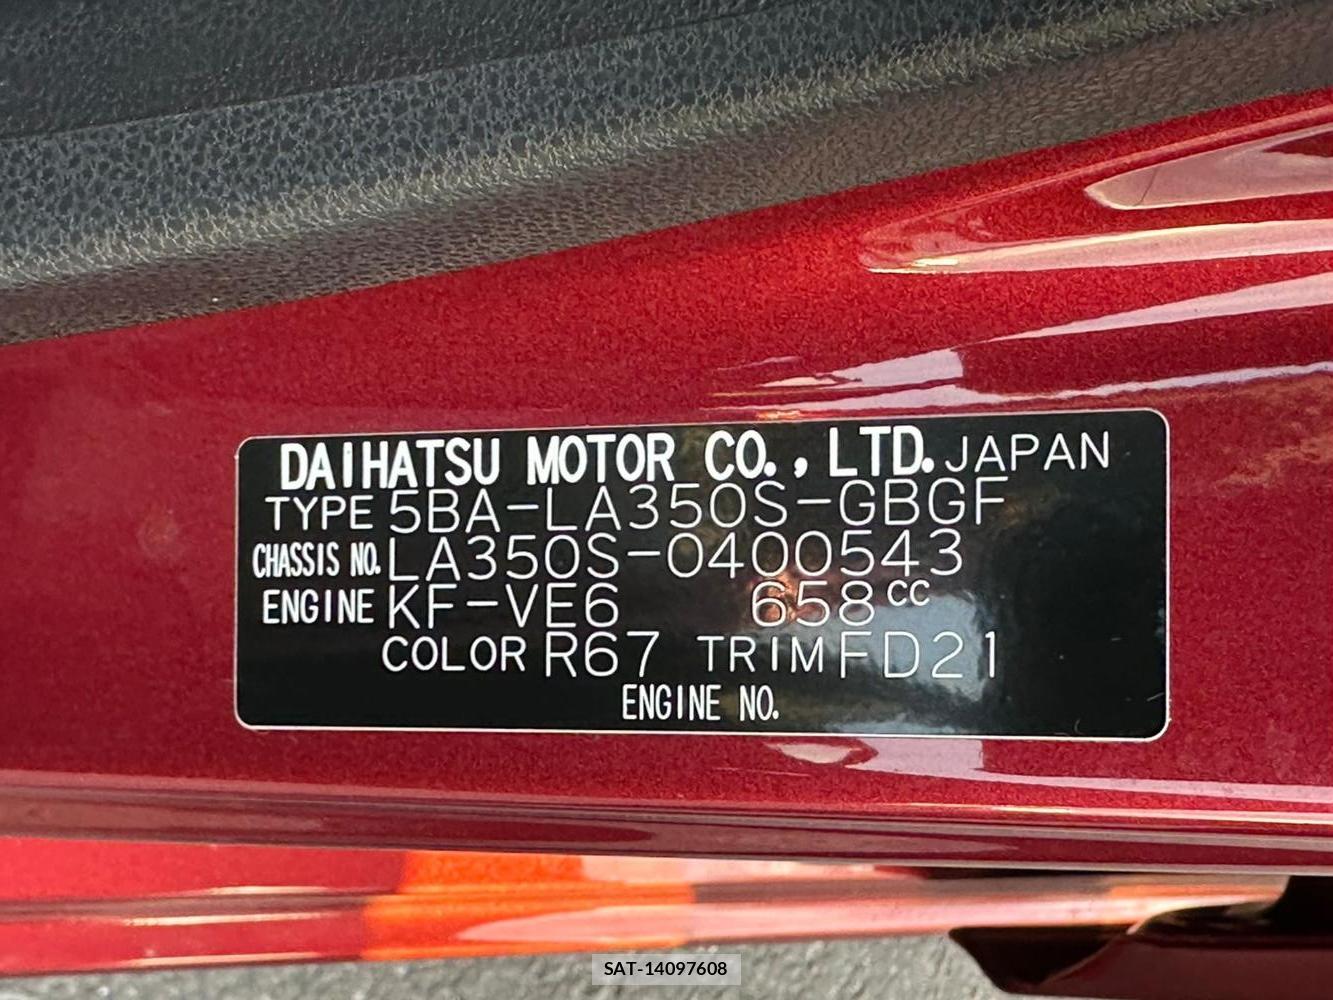 DAIHATSU MOTOR CO., LTD. JAPAN
TYPE 5BA-LA350S-GBGF
CHASSIS NO. LA350S-0400543
ENGINE KF-VE6 658cc
COLOR R67 TRIM FD21
ENGINE NO.
SAT-14097608